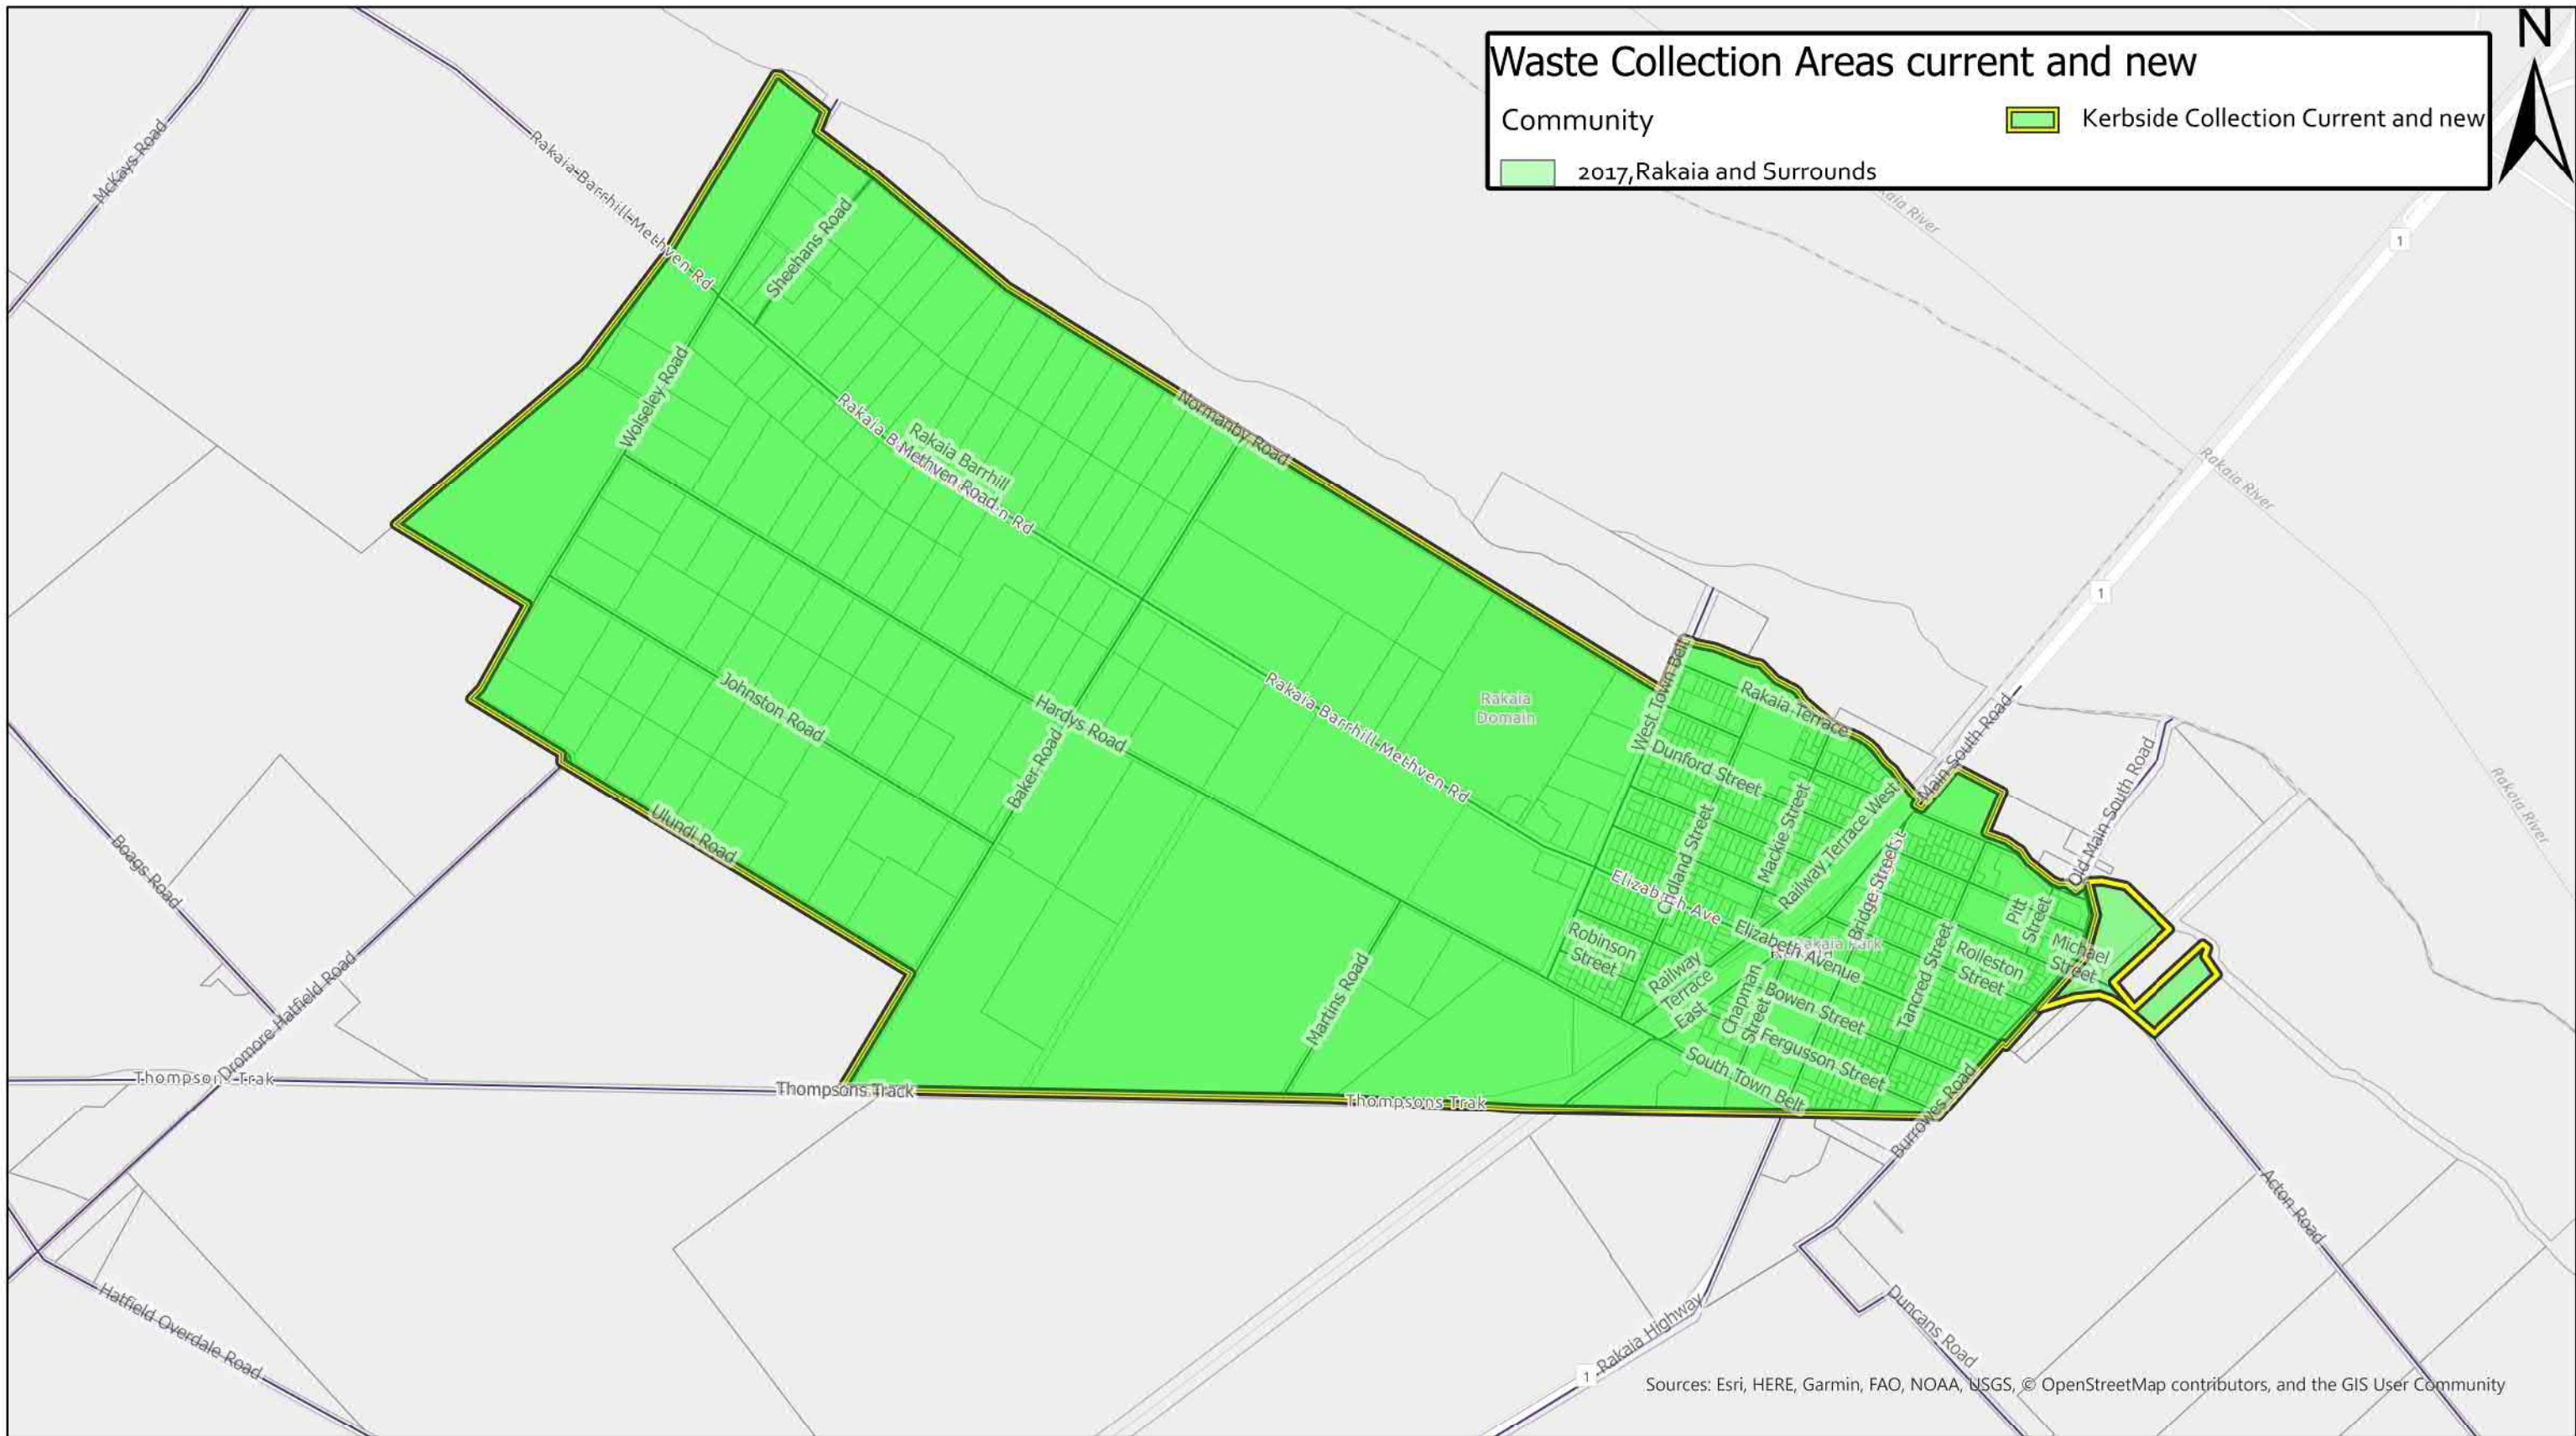 N
Waste Collection Areas current and new
Community
Kerbside Collection Current and new
2017,Rakaia and Surrounds
McKays Road
Rakaia-Barrhill-Methven-Rd
Sheehans Road
River
1
Wolseley Road
Rakaia Barrhill
Methven Road
Normanby Road
Rakaia River
1
Rakaia
Domain
West Town Belt
Rakaia Terrace
Main South Road
Johnston Road
Hardys Road
Rakaia Barrhill-Methven-Rd
Baker Road
Dunford Street
Mackie Street
Railway Terrace West
Old Main South Road
Rakaia River
Ulundi Road
Boags Road
Elizabeth Ave
Bridge Street
Elizabeth Avenue
Pitt
Street
Michael
Street
Robinson
Street
Railway
Terrace
East
Chapman
Street
Bowen Street
Tancred Street
Rolleston
Street
Fergusson Street
Martins Road
South Town Belt
Dromore Hatfield Road
Thompsons Trak
Thompsons Track
Thompsons Trak
Burrowes Road
Acton Road
Hatfield Overdale Road
Duncans Road
1
Rakaia Highway
Sources: Esri, HERE, Garmin, FAO, NOAA, USGS, © OpenStreetMap contributors, and the GIS User Community